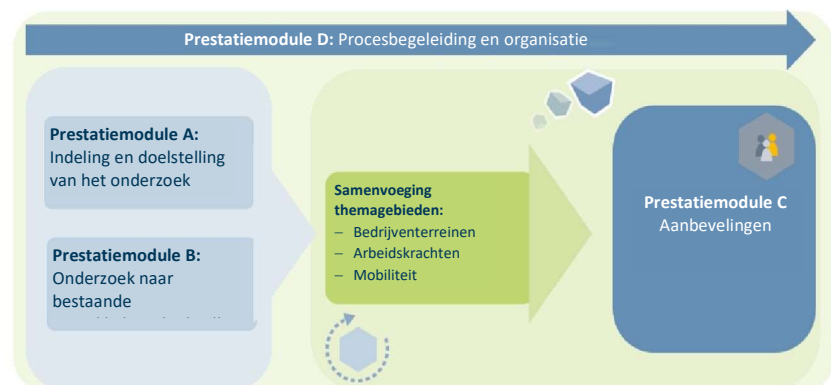 Prestatiemodule D: Procesbegeleiding en organisatie
Prestatiemodule A:
Indeling en doelstelling
van het onderzoek
Prestatiemodule B:
Onderzoek naar
bestaande
Samenvoeging
themagebieden:
– Bedrijventerreinen
– Arbeidskrachten
– Mobiliteit
Prestatiemodule C
Aanbevelingen